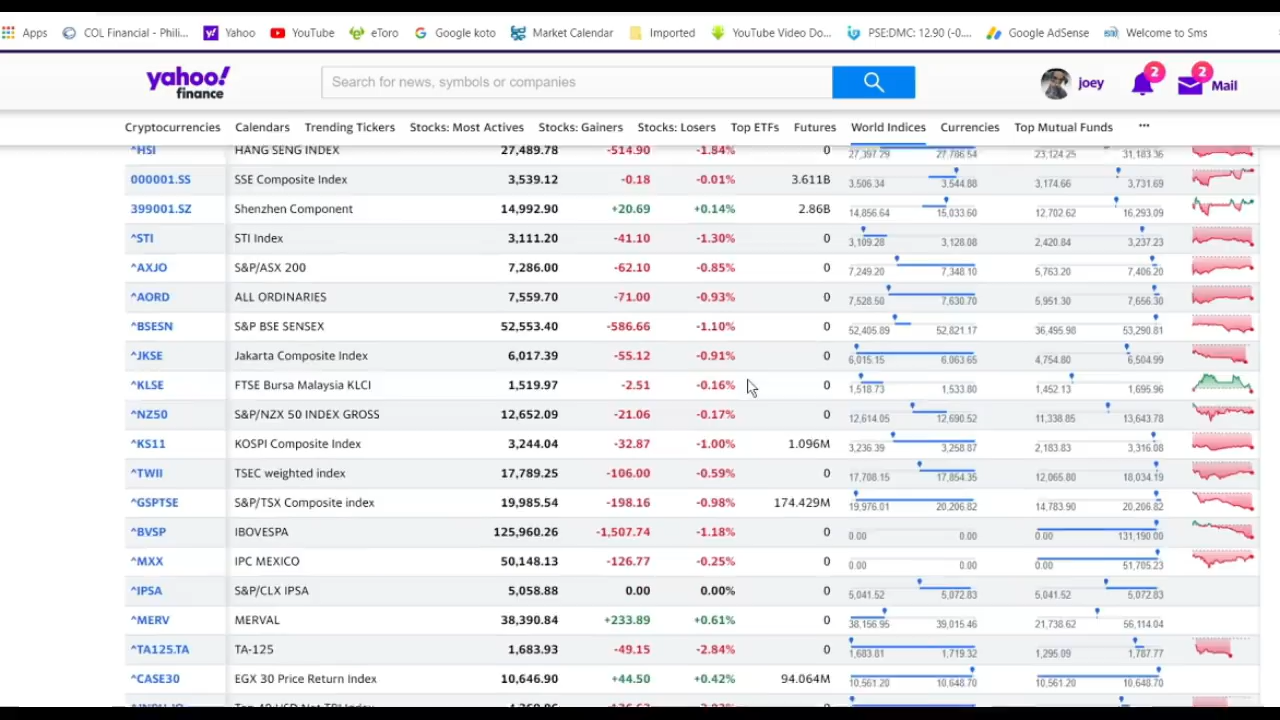 Apps COL Financial - Phili... Yahoo YouTube eToro Google koto Market Calendar Imported YouTube Video Do... PSE:DMC: 12.90 (-0.... Google AdSense Welcome to Sms
yahoo! finance Search for news, symbols or companies joey 2 2 Mail
Cryptocurrencies Calendars Trending Tickers Stocks: Most Actives Stocks: Gainers Stocks: Losers Top ETFs Futures World Indices Currencies Top Mutual Funds ...
^HSI HANG SENG INDEX 27,489.78 -514.90 -1.84% 0 27,397.29 27,786.54 23,124.25 31,183.36
000001.SS SSE Composite Index 3,539.12 -0.18 -0.01% 3.611B 3,506.34 3,544.88 3,174.66 3,731.69
399001.SZ Shenzhen Component 14,992.90 +20.69 +0.14% 2.86B 14,856.64 15,033.60 12,702.62 16,293.09
^STI STI Index 3,111.20 -41.10 -1.30% 0 3,109.28 3,128.08 2,420.84 3,237.23
^AXJO S&P/ASX 200 7,286.00 -62.10 -0.85% 0 7,249.20 7,348.10 5,763.20 7,406.20
^AORD ALL ORDINARIES 7,559.70 -71.00 -0.93% 0 7,528.50 7,630.70 5,951.30 7,656.30
^BSESN S&P BSE SENSEX 52,553.40 -586.66 -1.10% 0 52,405.89 52,821.17 36,495.98 53,290.81
^JKSE Jakarta Composite Index 6,017.39 -55.12 -0.91% 0 6,015.15 6,063.65 4,754.80 6,504.99
^KLSE FTSE Bursa Malaysia KLCI 1,519.97 -2.51 -0.16% 0 1,518.73 1,533.80 1,452.13 1,695.96
^NZ50 S&P/NZX 50 INDEX GROSS 12,652.09 -21.06 -0.17% 0 12,614.05 12,690.52 11,338.85 13,643.78
^KS11 KOSPI Composite Index 3,244.04 -32.87 -1.00% 1.096M 3,236.39 3,258.87 2,183.83 3,316.08
^TWII TSEC weighted index 17,789.25 -106.00 -0.59% 0 17,708.15 17,854.35 12,065.80 18,034.19
^GSPTSE S&P/TSX Composite index 19,985.54 -198.16 -0.98% 174.429M 19,976.01 20,206.82 14,783.90 20,206.82
^BVSP IBOVESPA 125,960.26 -1,507.74 -1.18% 0 0.00 0.00 0.00 131,190.00
^MXX IPC MEXICO 50,148.13 -126.77 -0.25% 0 0.00 0.00 0.00 51,705.23
^IPSA S&P/CLX IPSA 5,058.88 0.00 0.00% 0 5,041.52 5,072.83 5,041.52 5,072.83
^MERV MERVAL 38,390.84 +233.89 +0.61% 0 38,156.95 39,015.46 21,738.62 56,114.04
^TA125.TA TA-125 1,683.93 -49.15 -2.84% 0 1,683.81 1,719.32 1,295.09 1,787.77
^CASE30 EGX 30 Price Return Index 10,646.90 +44.50 +0.42% 94.064M 10,561.20 10,648.70 10,561.20 10,648.70